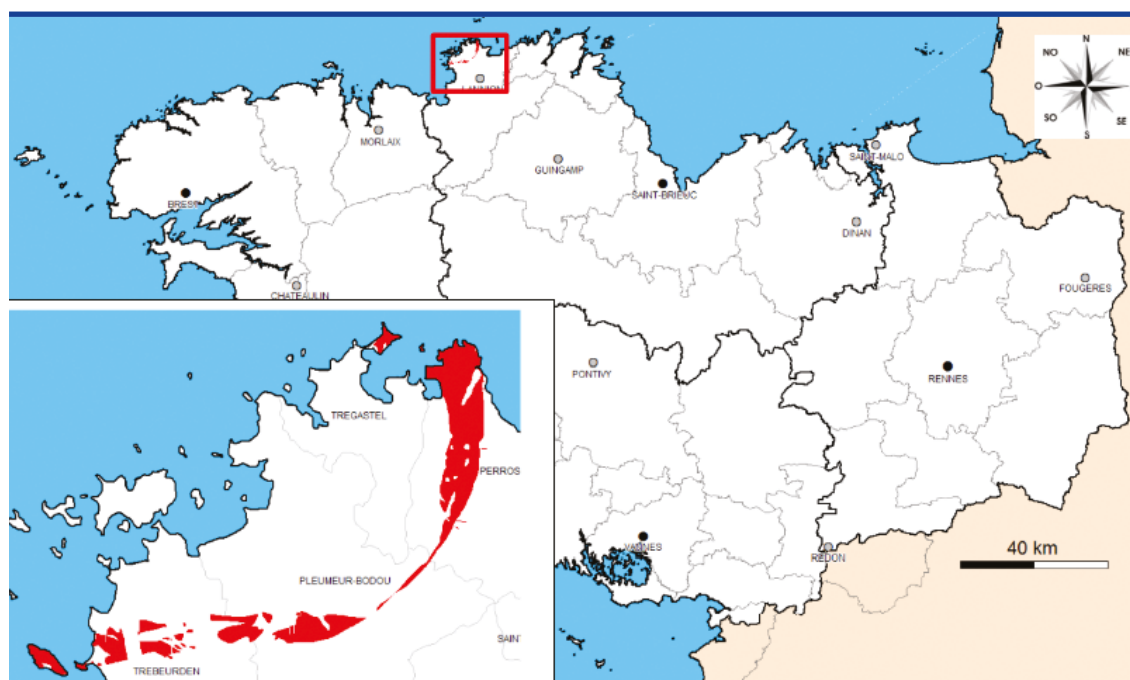 N
NO
NE
O
SO
SE
S
LANNION
MORLAIX
GUINGAMP
SAINT-MALO
BREST
SAINT-BRIEUC
DINAN
CHATEAULIN
FOUGERES
PONTIVY
RENNES
TREGASTEL
PERROS
VANNES
REDON
40 km
PLEUMEUR-BODOU
SAINT
TREBEURDEN